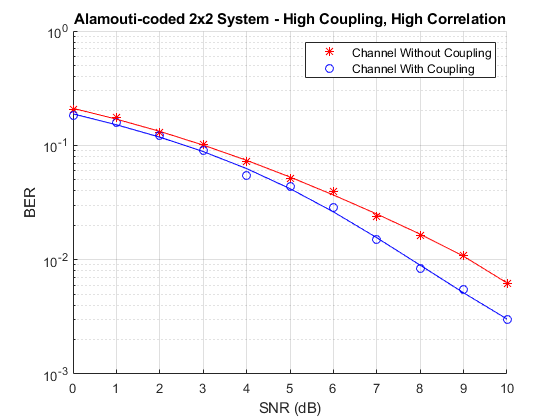 Alamouti-coded 2x2 System - High Coupling, High Correlation
Channel Without Coupling
Channel With Coupling
10^0
10^-1
10^-2
10^-3
BER
0 1 2 3 4 5 6 7 8 9 10
SNR (dB)